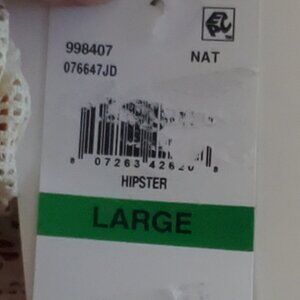 998407
NAT
076647JD
8 07263 42620 8
HIPSTER
LARGE